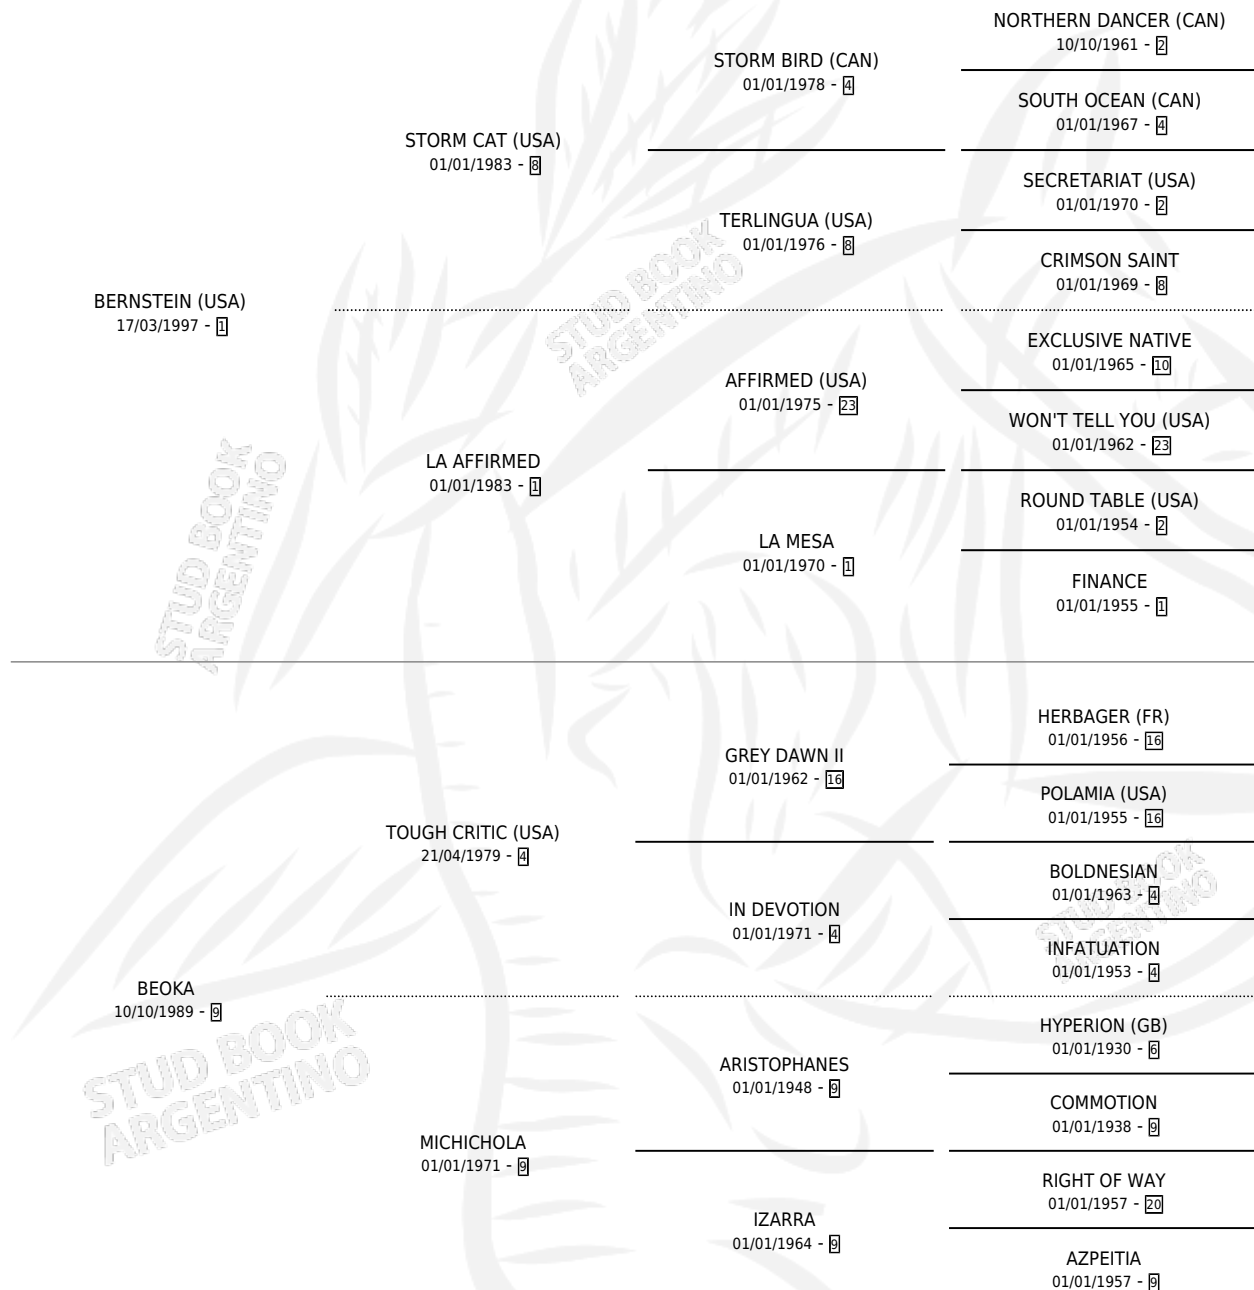 NORTHERN DANCER (CAN)
10/10/1961 - 2
STORM BIRD (CAN)
01/01/1978 - 4
SOUTH OCEAN (CAN)
01/01/1967 - 4
STORM CAT (USA)
01/01/1983 - 8
SECRETARIAT (USA)
01/01/1970 - 2
TERLINGUA (USA)
01/01/1976 - 8
CRIMSON SAINT
01/01/1969 - 8
BERNSTEIN (USA)
17/03/1997 - 1
EXCLUSIVE NATIVE
01/01/1965 - 10
AFFIRMED (USA)
01/01/1975 - 23
WON'T TELL YOU (USA)
01/01/1962 - 23
LA AFFIRMED
01/01/1983 - 1
ROUND TABLE (USA)
01/01/1954 - 2
LA MESA
01/01/1970 - 1
FINANCE
01/01/1955 - 1
HERBAGER (FR)
01/01/1956 - 16
GREY DAWN II
01/01/1962 - 16
POLAMIA (USA)
01/01/1955 - 16
TOUGH CRITIC (USA)
21/04/1979 - 4
BOLDNESIAN
01/01/1963 - 4
IN DEVOTION
01/01/1971 - 4
INFATUATION
01/01/1953 - 4
BEOKA
10/10/1989 - 9
HYPERION (GB)
01/01/1930 - 6
ARISTOPHANES
01/01/1948 - 9
COMMOTION
01/01/1938 - 9
MICHICHOLA
01/01/1971 - 9
RIGHT OF WAY
01/01/1957 - 20
IZARRA
01/01/1964 - 9
AZPEITIA
01/01/1957 - 9
STUD BOOK
ARGENTINO
STUD BOOK
ARGENTINO
STUD BOOK
ARGENTINO
STUD BOOK
ARGENTINO